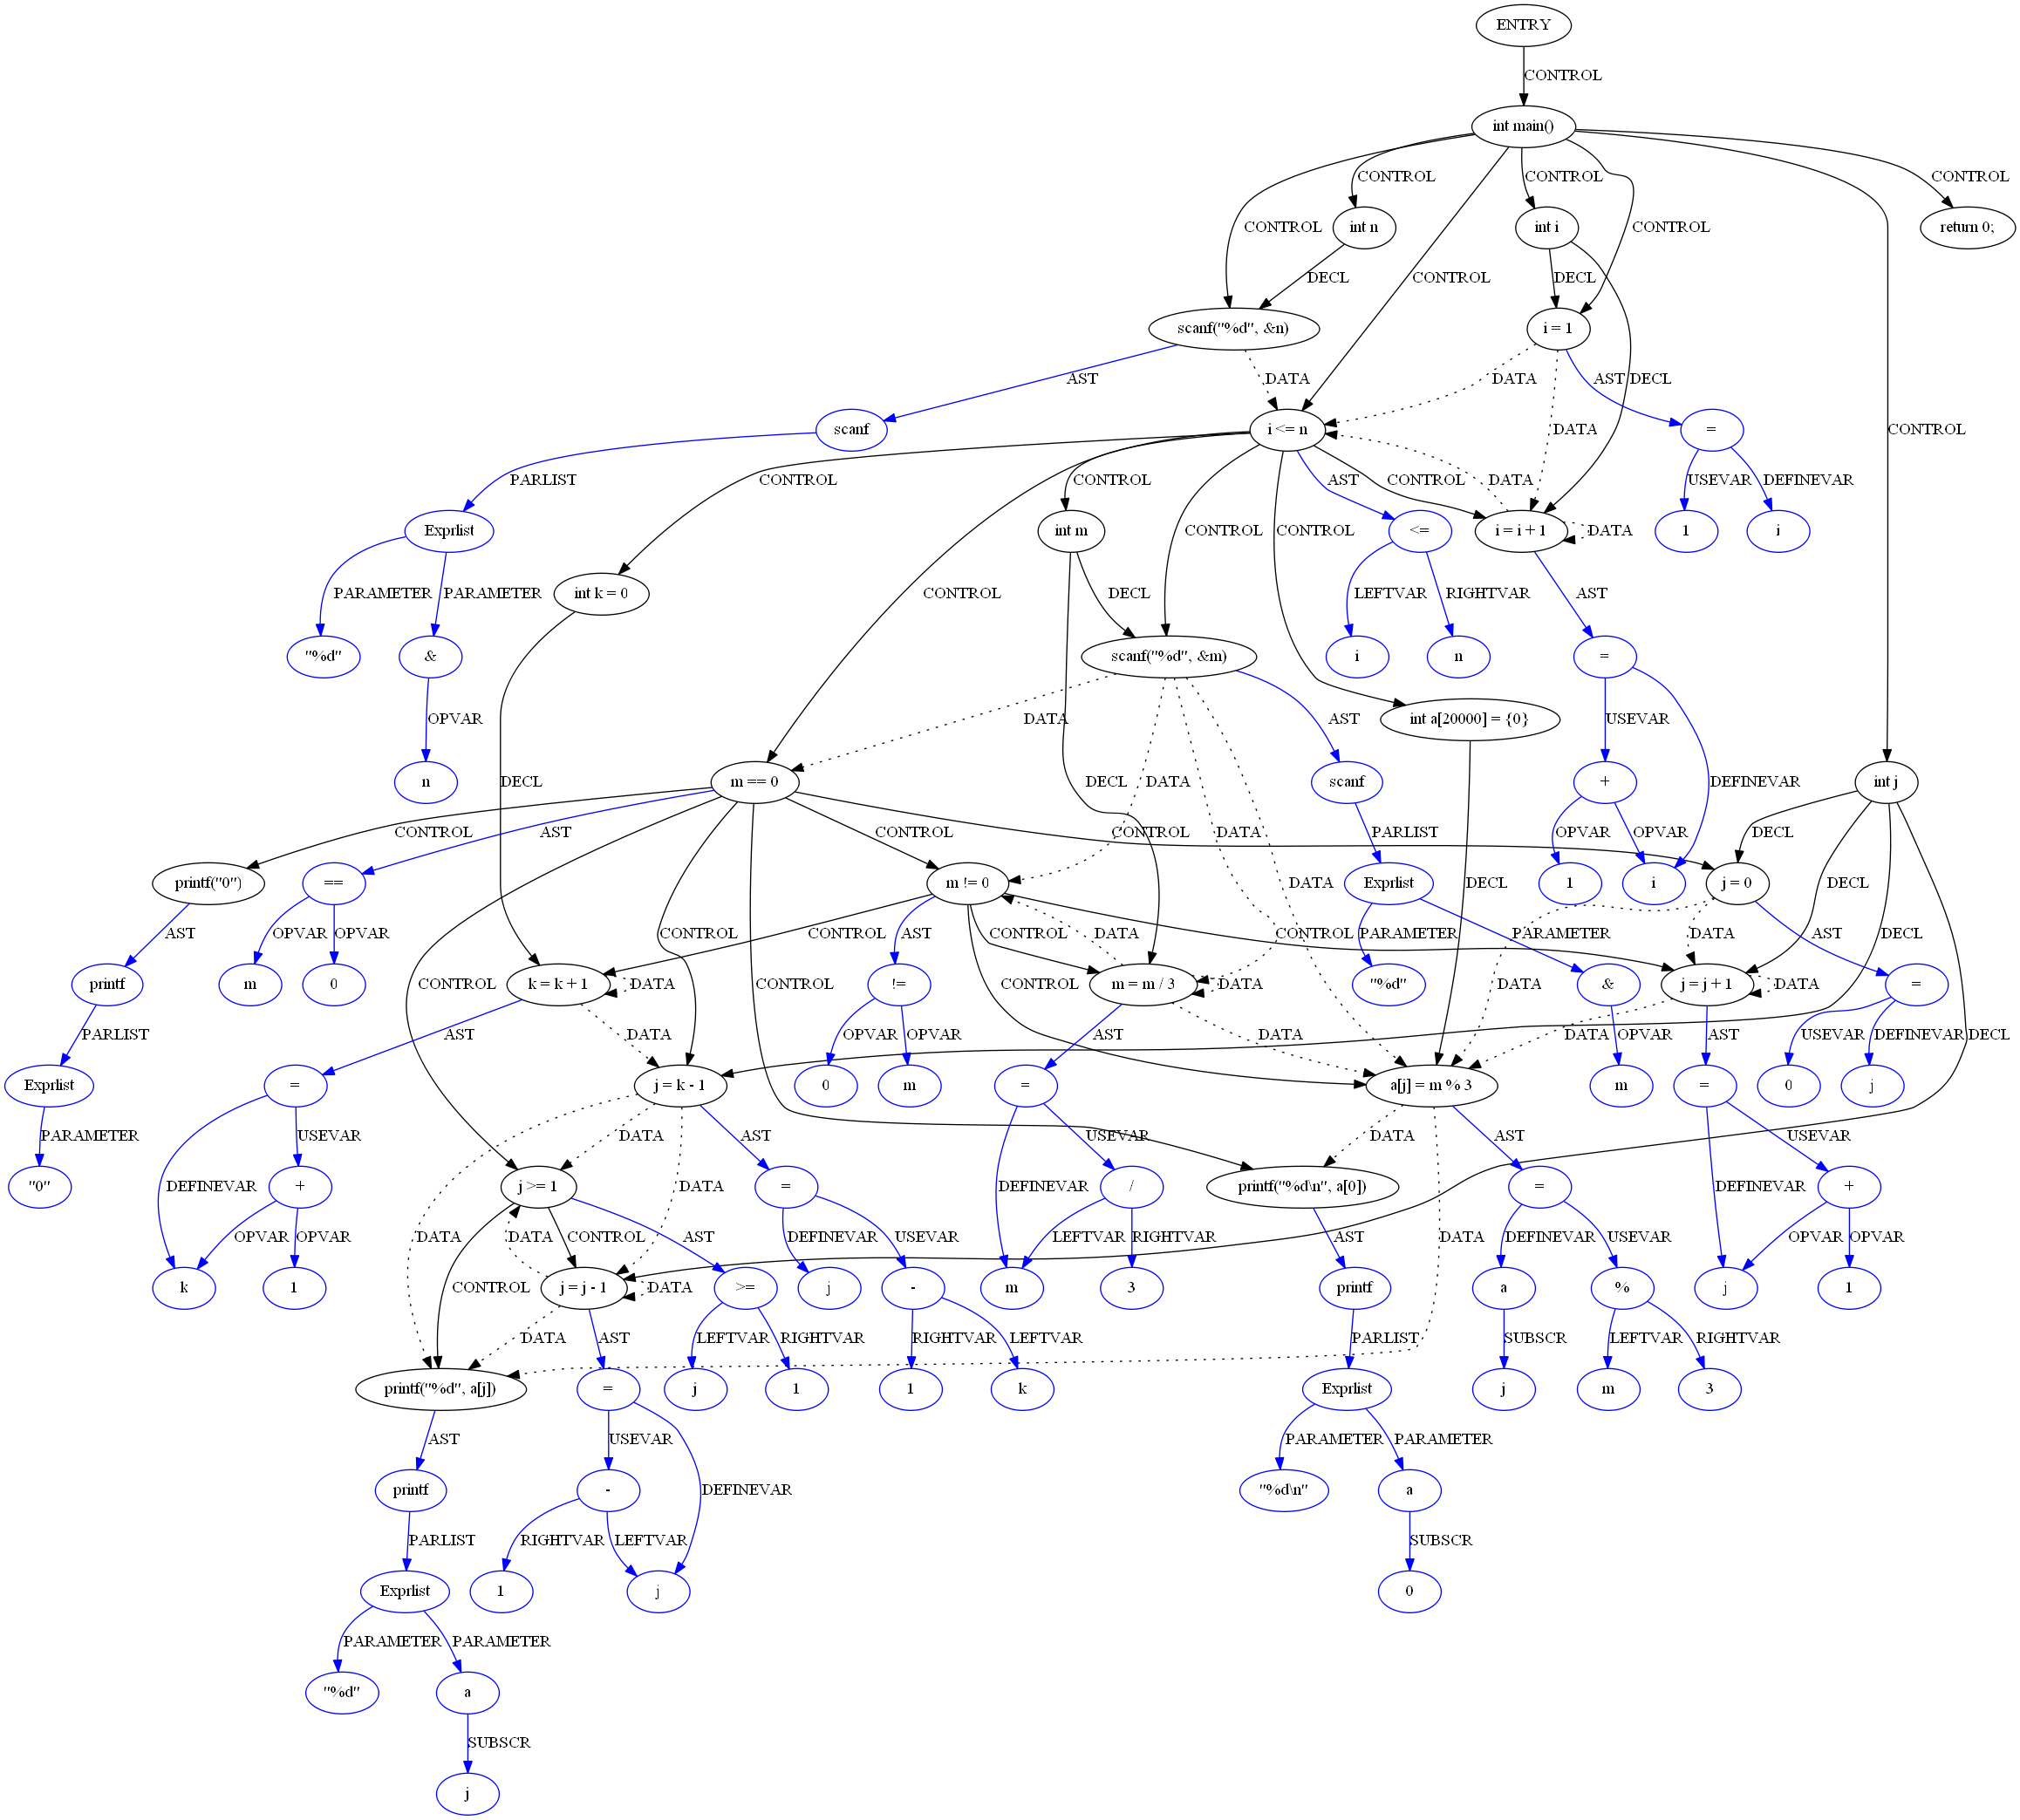 ENTRY
CONTROL
int main()
CONTROL
CONTROL
CONTROL
CONTROL
int n
int i
return 0;
CONTROL
CONTROL
CONTROL
DECL
DECL
scanf("%d", &n)
i = 1
AST
DATA
DATA
AST
DECL
scanf
i <= n
DATA
=
CONTROL
PARLIST
CONTROL
CONTROL
AST
CONTROL
DATA
USEVAR
DEFINEVAR
Exprlist
int m
<=
i = i + 1
DATA
1
i
CONTROL
CONTROL
CONTROL
PARAMETER
PARAMETER
int k = 0
DECL
LEFTVAR
RIGHTVAR
AST
"%d"
&
scanf("%d", &m)
i
n
=
OPVAR
DATA
AST
int a[20000] = {0}
USEVAR
n
DECL
m == 0
DECL
DATA
scanf
+
DEFINEVAR
int j
CONTROL
AST
CONTROL
CONTROL
DATA
DATA
PARLIST
DECL
OPVAR
OPVAR
DECL
DECL
printf("0")
==
m != 0
Exprlist
1
i
j = 0
AST
OPVAR
OPVAR
CONTROL
CONTROL
CONTROL
AST
CONTROL
DATA
CONTROL
PARAMETER
PARAMETER
DATA
AST
DECL
printf
m
0
k = k + 1
DATA
!=
m = m / 3
DATA
"%d"
&
j = j + 1
DATA
=
CONTROL
CONTROL
CONTROL
DATA
PARLIST
AST
DATA
OPVAR
OPVAR
AST
DATA
DATA
OPVAR
AST
USEVAR
DEFINEVAR
DECL
Exprlist
=
j = k - 1
0
m
=
a[j] = m % 3
m
=
0
j
PARAMETER
USEVAR
DATA
DATA
AST
USEVAR
DATA
AST
USEVAR
"0"
DEFINEVAR
+
j >= 1
=
DEFINEVAR
/
printf("%d\n", a[0])
=
DEFINEVAR
+
OPVAR
OPVAR
DATA
DATA
CONTROL
AST
DEFINEVAR
USEVAR
LEFTVAR
RIGHTVAR
AST
DATA
DEFINEVAR
USEVAR
OPVAR
OPVAR
k
1
CONTROL
j = j - 1
DATA
>=
j
-
m
3
printf
a
%
j
1
DATA
AST
LEFTVAR
RIGHTVAR
RIGHTVAR
LEFTVAR
PARLIST
SUBSCR
LEFTVAR
RIGHTVAR
printf("%d", a[j])
=
j
1
1
k
Exprlist
j
m
3
AST
USEVAR
PARAMETER
PARAMETER
printf
-
DEFINEVAR
"%d\n"
a
PARLIST
RIGHTVAR
LEFTVAR
SUBSCR
Exprlist
1
j
0
PARAMETER
PARAMETER
"%d"
a
SUBSCR
j